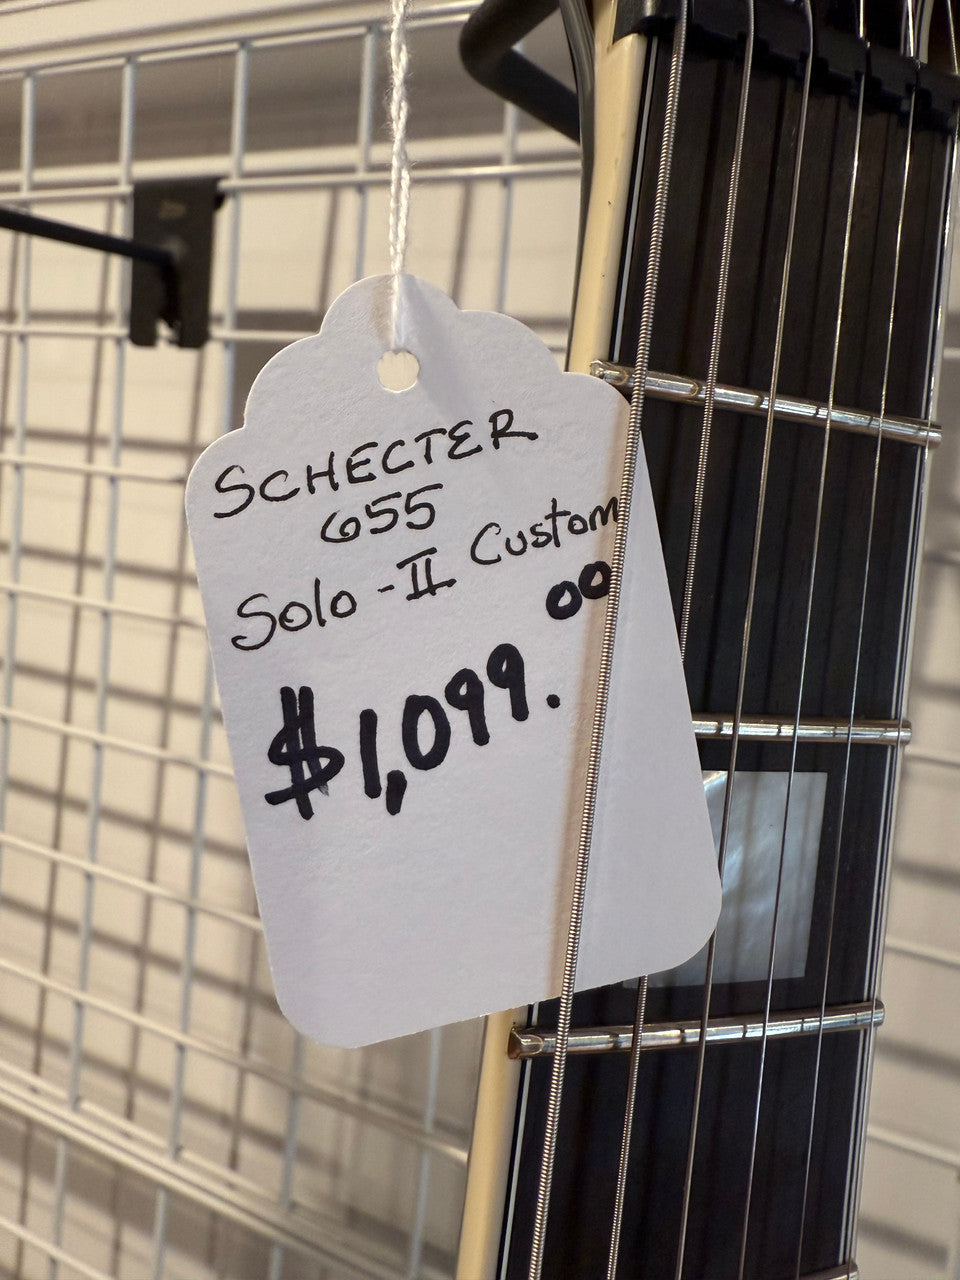 SCHECTER
655
Solo-II Custom
$1,099.00